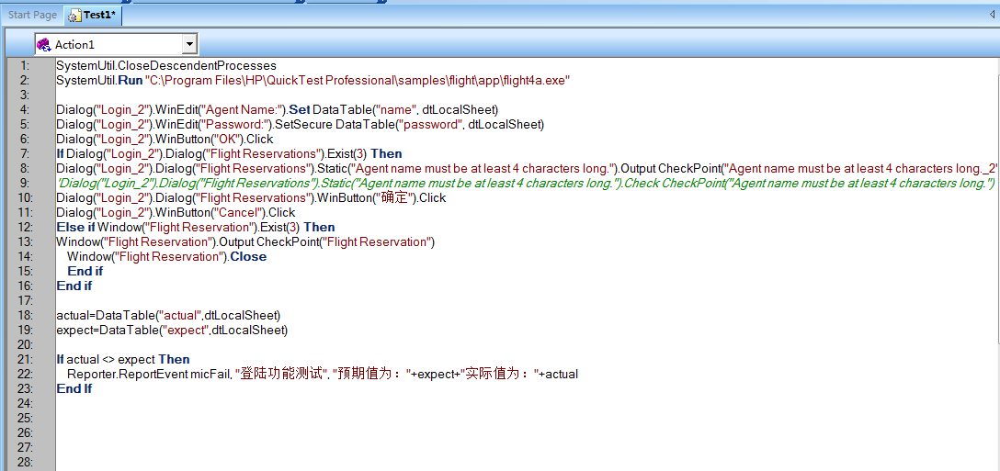 Start Page Test1*
Action1
1: SystemUtil.CloseDescendentProcesses
2: SystemUtil.Run "C:\Program Files\HP\QuickTest Professional\samples\flight\app\flight4a.exe"
3:
4: Dialog("Login_2").WinEdit("Agent Name:").Set DataTable("name", dtLocalSheet)
5: Dialog("Login_2").WinEdit("Password:").SetSecure DataTable("password", dtLocalSheet)
6: Dialog("Login_2").WinButton("OK").Click
7: If Dialog("Login_2").Dialog("Flight Reservations").Exist(3) Then
8: Dialog("Login_2").Dialog("Flight Reservations").Static("Agent name must be at least 4 characters long.").Output CheckPoint("Agent name must be at least 4 characters long._2"
9: 'Dialog("Login_2").Dialog("Flight Reservations").Static("Agent name must be at least 4 characters long.").Check CheckPoint("Agent name must be at least 4 characters long.")
10: Dialog("Login_2").Dialog("Flight Reservations").WinButton("确定").Click
11: Dialog("Login_2").WinButton("Cancel").Click
12: Else if Window("Flight Reservation").Exist(3) Then
13: Window("Flight Reservation").Output CheckPoint("Flight Reservation")
14: Window("Flight Reservation").Close
15: End if
16: End if
17:
18: actual=DataTable("actual",dtLocalSheet)
19: expect=DataTable("expect",dtLocalSheet)
20:
21: If actual <> expect Then
22: Reporter.ReportEvent micFail, "登陆功能测试", "预期值为："+expect+"实际值为："+actual
23: End If
24:
25:
26:
27:
28: